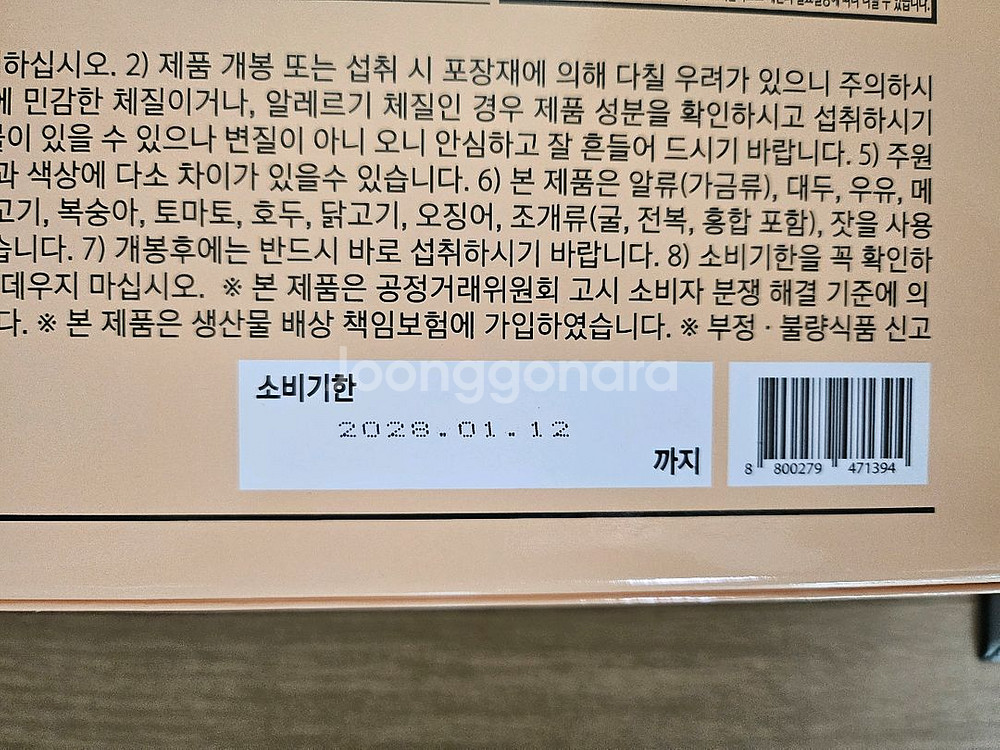 하십시오. 2) 제품 개봉 또는 섭취 시 포장재에 의해 다칠 우려가 있으니 주의하시
에 민감한 체질이거나, 알레르기 체질인 경우 제품 성분을 확인하시고 섭취하시기
이 있을 수 있으나 변질이 아니 오니 안심하고 잘 흔들어 드시기 바랍니다. 5) 주원
과 색상에 다소 차이가 있을수 있습니다. 6) 본 제품은 알류(가금류), 대두, 우유, 메
고기, 복숭아, 토마토, 호두, 닭고기, 오징어, 조개류(굴, 전복, 홍합 포함), 잣을 사용
습니다. 7) 개봉후에는 반드시 바로 섭취하시기 바랍니다. 8) 소비기한을 꼭 확인하
데우지 마십시오. ※ 본 제품은 공정거래위원회 고시 소비자 분쟁 해결 기준에 의
다. ※ 본 제품은 생산물 배상 책임보험에 가입하였습니다. ※ 부정 · 불량식품 신고
Joonggonara
소비기한
2028.01.12
까지
8 800279 471394